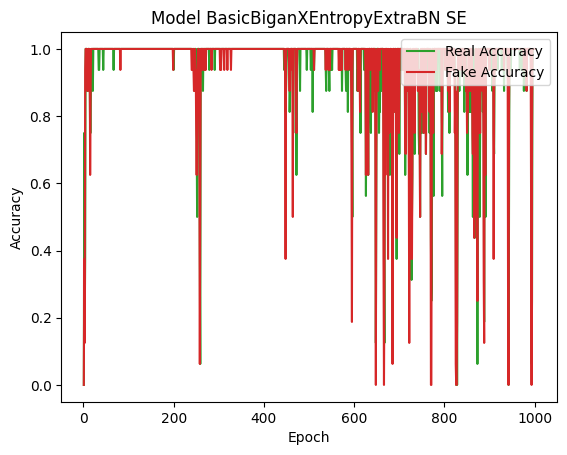 Model BasicBiganXEntropyExtraBN SE
Real Accuracy
Fake Accuracy
Accuracy
1.0
0.8
0.6
0.4
0.2
0.0
0
200
400
600
800
1000
Epoch